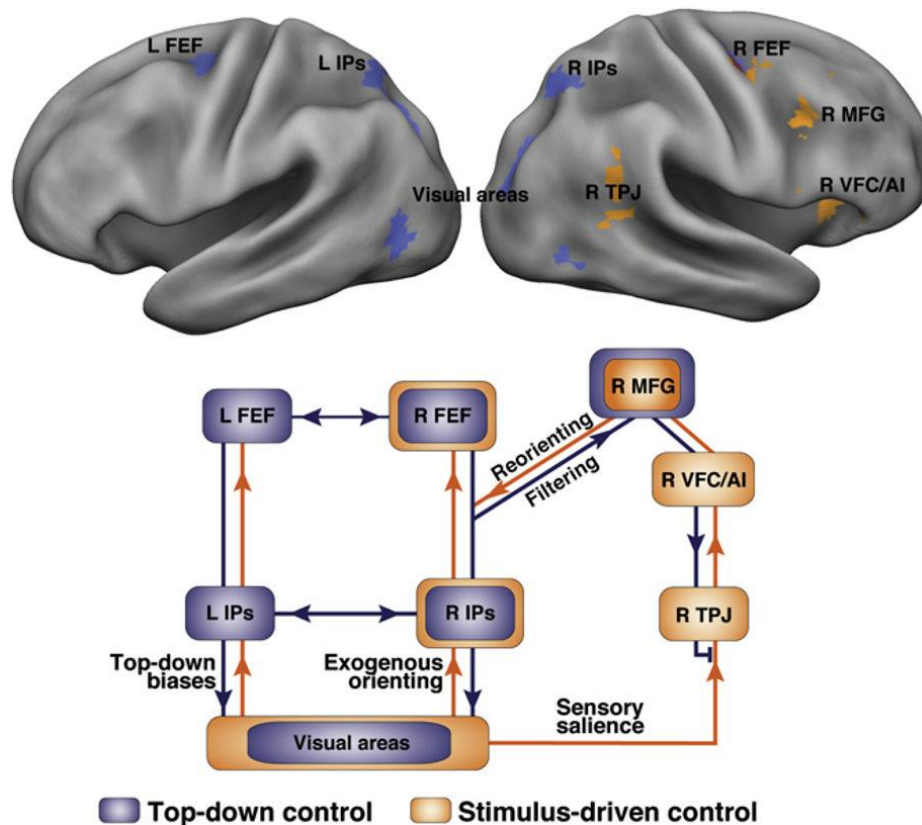 L FEF
L IPs
R IPs
R FEF
R MFG
R VFC/AI
R TPJ
Visual areas
R MFG
L FEF
R FEF
Reorienting
Filtering
R VFC/AI
L IPs
R IPs
R TPJ
Top-down
biases
Exogenous
orienting
Sensory
salience
Visual areas
Top-down control
Stimulus-driven control